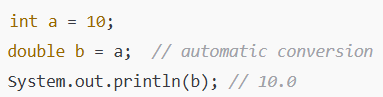 int a = 10;
double b = a;  // automatic conversion
System.out.println(b); // 10.0